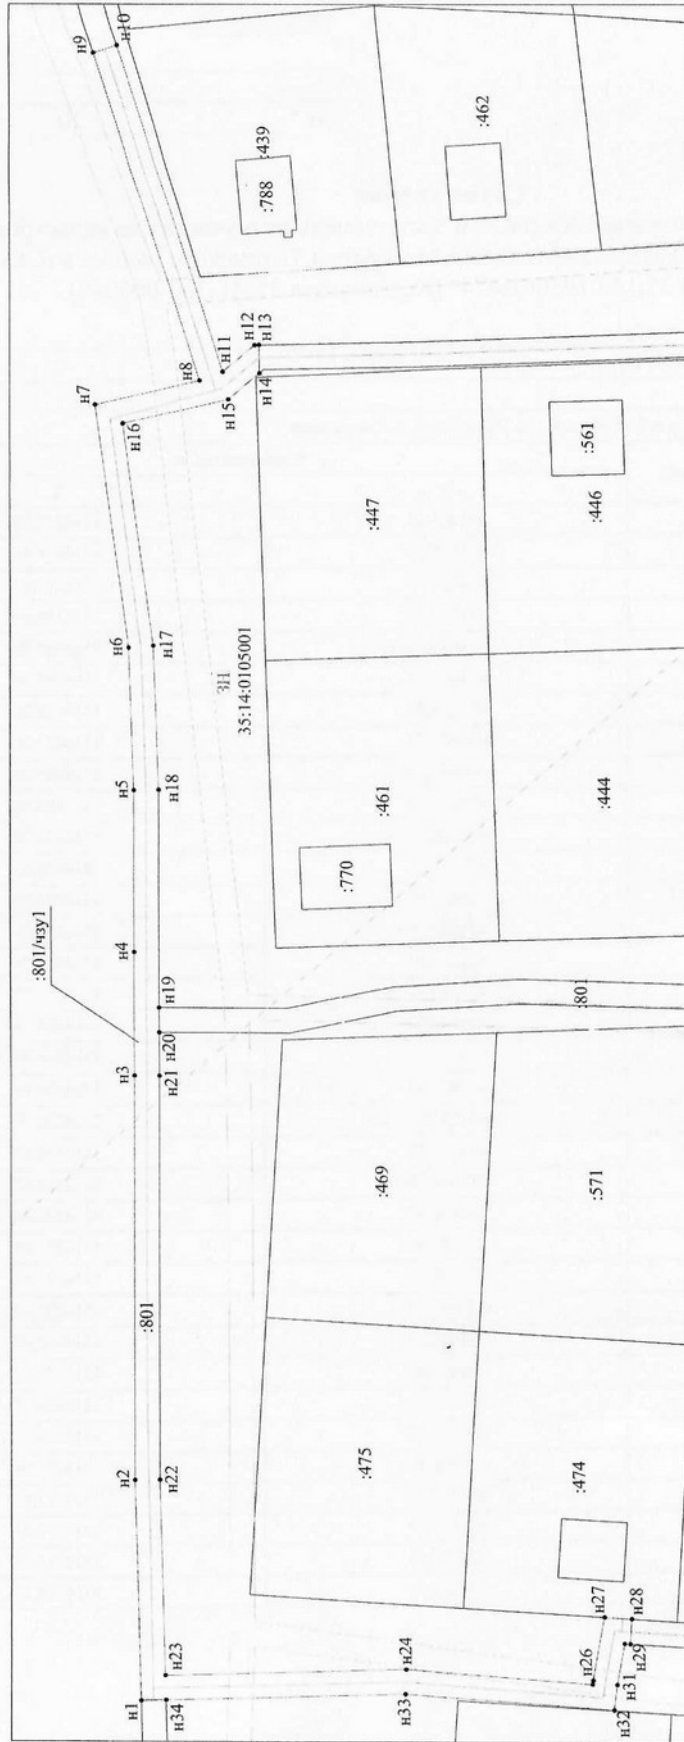 :801/чзу1
н1
н2
н3
н4
н5
н6
н7
н8
н9
н10
н11
н12
н13
н14
н15
н16
н17
н18
н19
н20
н21
н22
н23
н24
н26
н27
н28
н29
н31
н32
н33
н34
:801
:801
ЗП
35:14:0105001
:439
:788
:462
:447
:561
:446
:461
:770
:444
:469
:571
:475
:474